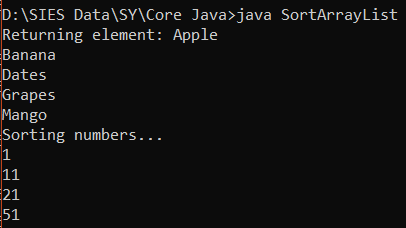 D:\SIES Data\SY\Core Java>java SortArrayList
Returning element: Apple
Banana
Dates
Grapes
Mango
Sorting numbers...
1
11
21
51